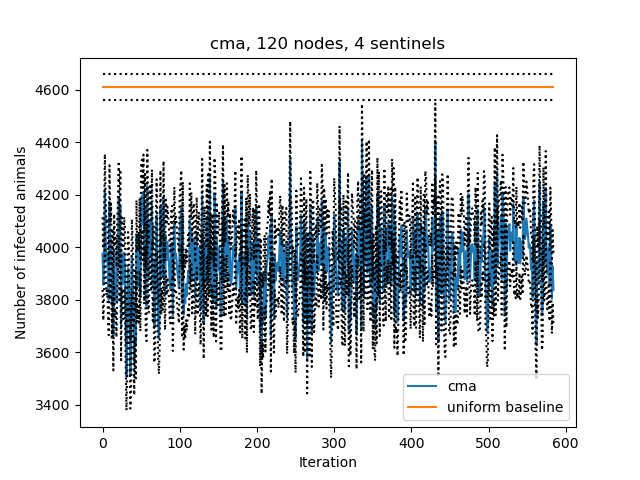 cma, 120 nodes, 4 sentinels
Number of infected animals
4600
4400
4200
4000
3800
3600
3400
0 100 200 300 400 500 600
Iteration
cma
uniform baseline